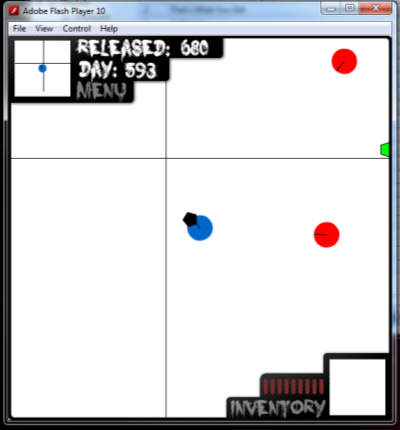 Adobe Flash Player 10
File View Control Help
RELEASED: 680
DAY: 593
MENU
INVENTORY